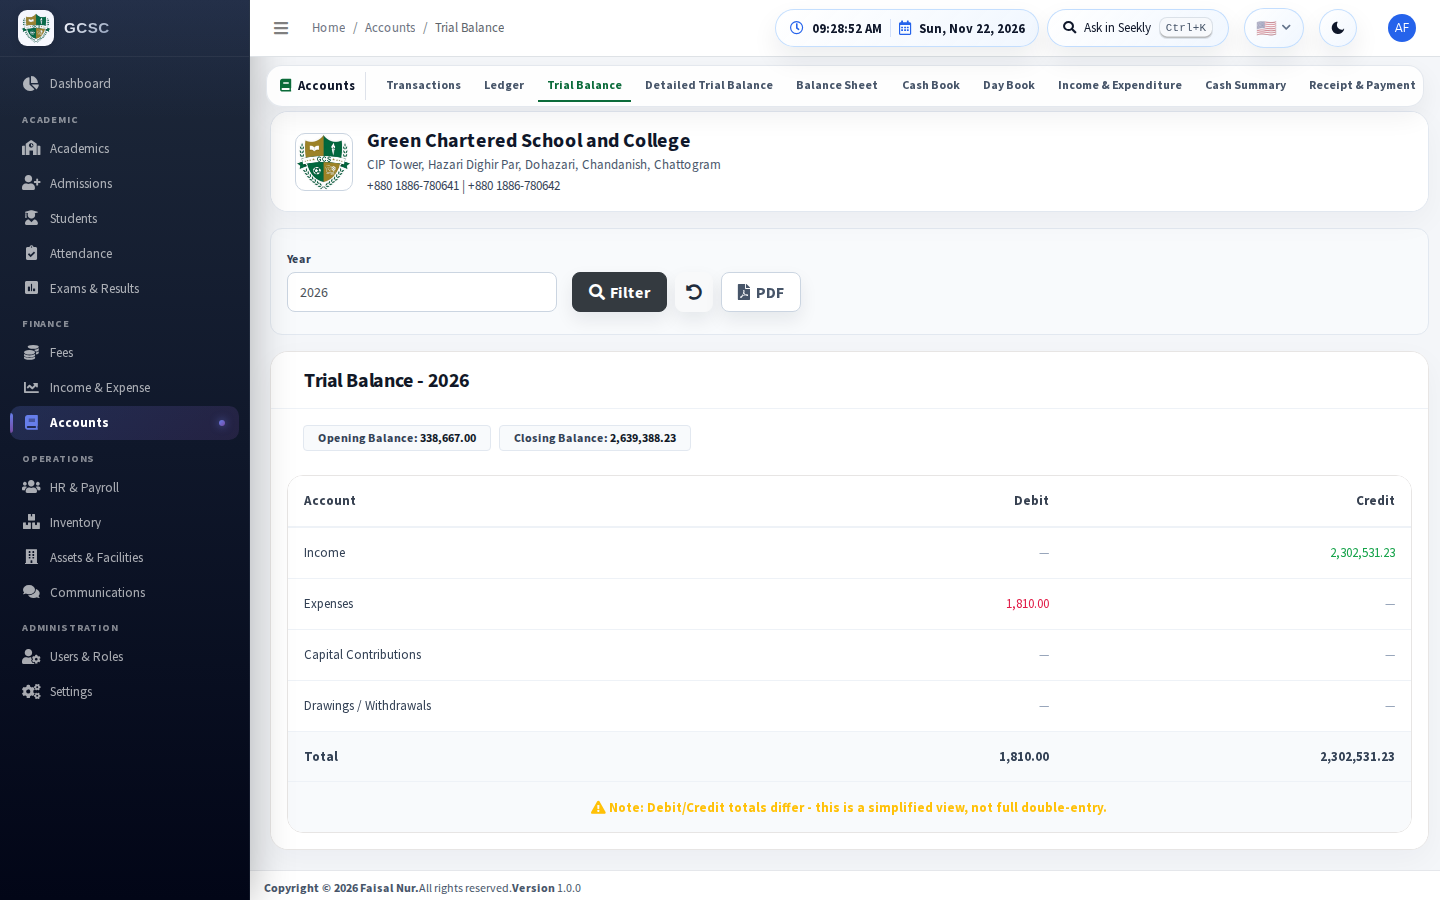 GCSC
Home / Accounts / Trial Balance
09:28:52 AM
Sun, Nov 22, 2026
Ask in Seekly Ctrl+K
AF
Dashboard
ACADEMIC
Academics
Admissions
Students
Attendance
Exams & Results
FINANCE
Fees
Income & Expense
Accounts
OPERATIONS
HR & Payroll
Inventory
Assets & Facilities
Communications
ADMINISTRATION
Users & Roles
Settings
Accounts Transactions Ledger Trial Balance Detailed Trial Balance Balance Sheet Cash Book Day Book Income & Expenditure Cash Summary Receipt & Payment
Green Chartered School and College
CIP Tower, Hazari Dighir Par, Dohazari, Chandanish, Chattogram
+880 1886-780641 | +880 1886-780642
Year
2026
Filter
PDF
Trial Balance - 2026
Opening Balance: 338,667.00
Closing Balance: 2,639,388.23
Account Debit Credit
Income — 2,302,531.23
Expenses 1,810.00 —
Capital Contributions — —
Drawings / Withdrawals — —
Total 1,810.00 2,302,531.23
Note: Debit/Credit totals differ - this is a simplified view, not full double-entry.
Copyright © 2026 Faisal Nur.All rights reserved.Version 1.0.0